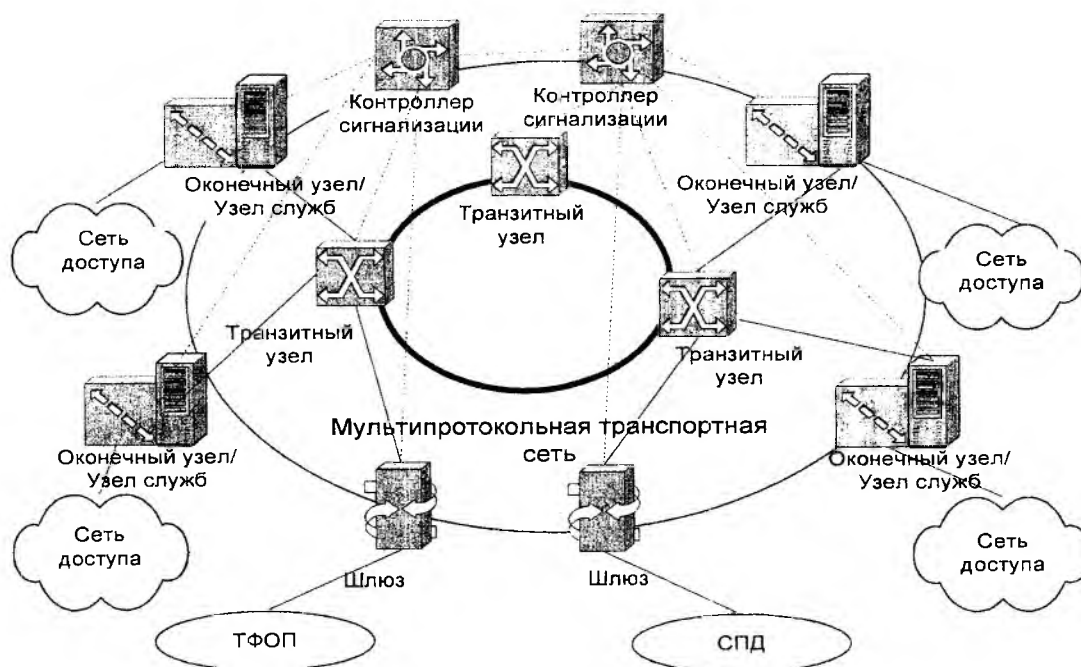 Контроллер
сигнализации
Контроллер
сигнализации
Оконечный узел/
Узел служб
Транзитный
узел
Оконечный узел/
Узел служб
Сеть
доступа
Сеть
доступа
Транзитный
узел
Транзитный
узел
Мультипротокольная транспортная
сеть
Оконечный узел/
Узел служб
Оконечный узел/
Узел служб
Сеть
доступа
Сеть
доступа
Шлюз
Шлюз
ТФОП
СПД